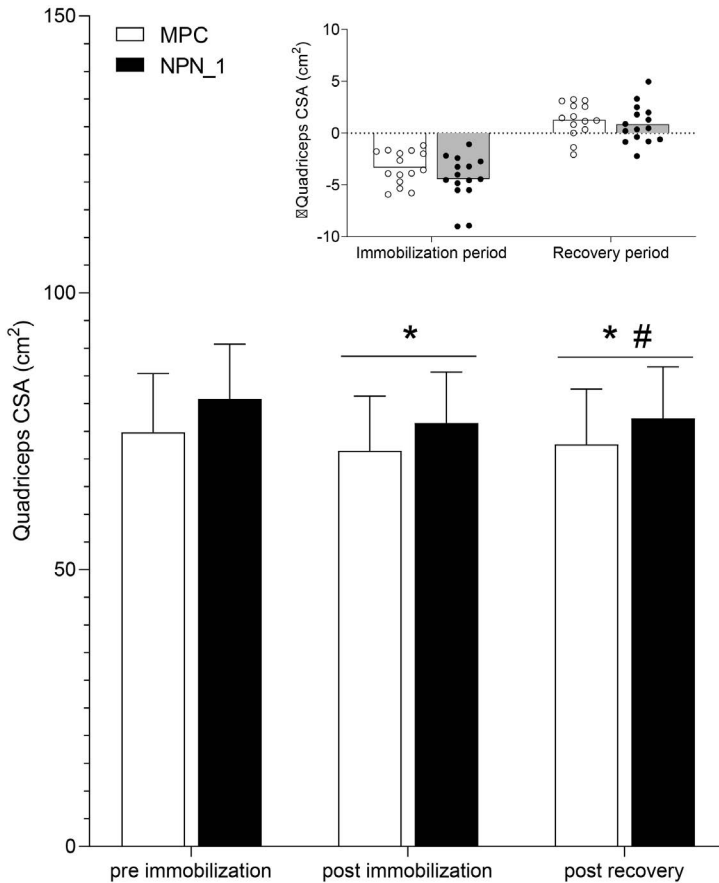 150
MPC
NPN_1
100
50
0
Quadriceps CSA (cm²)
10
5
0
-5
-10
Quadriceps CSA (cm²)
Immobilization period
Recovery period
*
* #
pre immobilization
post immobilization
post recovery